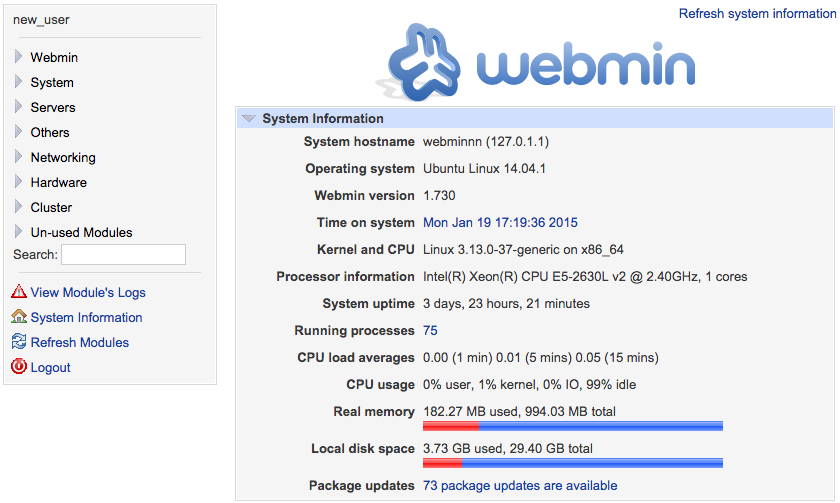 new_user
Webmin
System
Servers
Others
Networking
Hardware
Cluster
Un-used Modules
Search:
View Module's Logs
System Information
Refresh Modules
Logout
Refresh system information
webmin
System Information
System hostname webminnn (127.0.1.1)
Operating system Ubuntu Linux 14.04.1
Webmin version 1.730
Time on system Mon Jan 19 17:19:36 2015
Kernel and CPU Linux 3.13.0-37-generic on x86_64
Processor information Intel(R) Xeon(R) CPU E5-2630L v2 @ 2.40GHz, 1 cores
System uptime 3 days, 23 hours, 21 minutes
Running processes 75
CPU load averages 0.00 (1 min) 0.01 (5 mins) 0.05 (15 mins)
CPU usage 0% user, 1% kernel, 0% IO, 99% idle
Real memory 182.27 MB used, 994.03 MB total
Local disk space 3.73 GB used, 29.40 GB total
Package updates 73 package updates are available